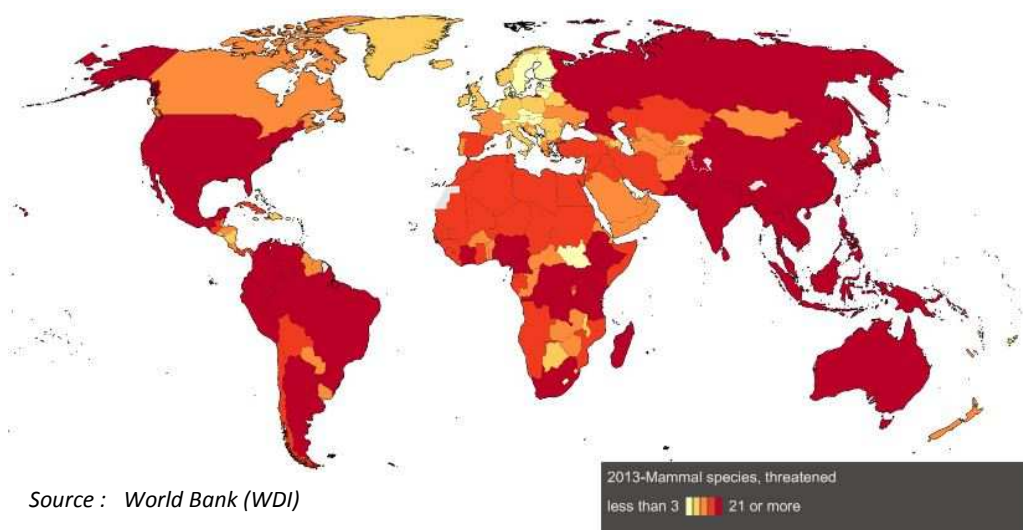 Source : World Bank (WDI)
2013-Mammal species, threatened
less than 3 21 or more